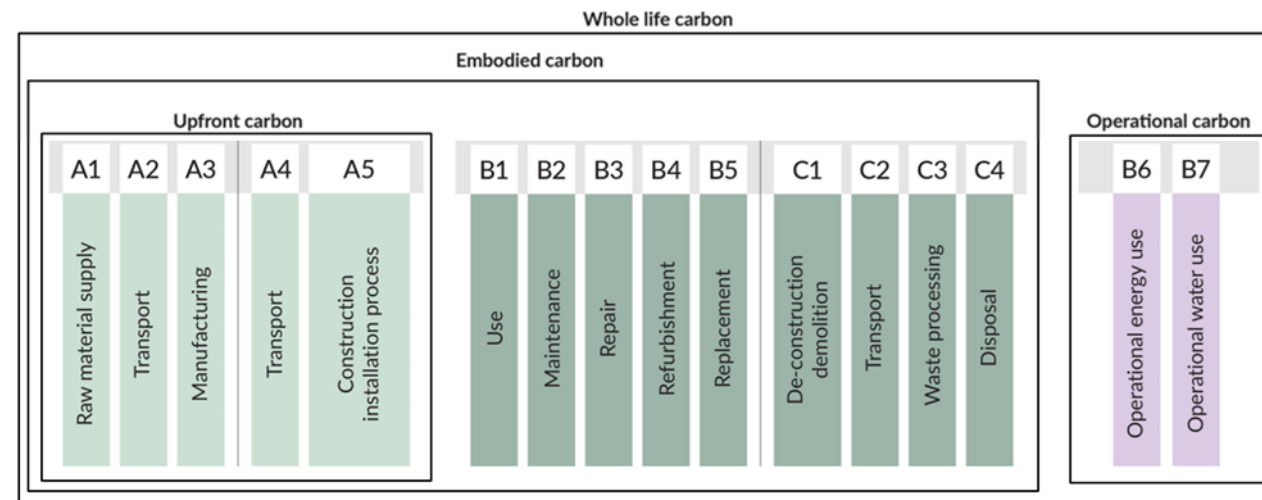 Whole life carbon
Embodied carbon
Upfront carbon
Operational carbon
A1
A2
A3
A4
A5
B1
B2
B3
B4
B5
C1
C2
C3
C4
B6
B7
Raw material supply
Transport
Manufacturing
Transport
Construction
installation process
Use
Maintenance
Repair
Refurbishment
Replacement
De-construction
demolition
Transport
Waste processing
Disposal
Operational energy use
Operational water use